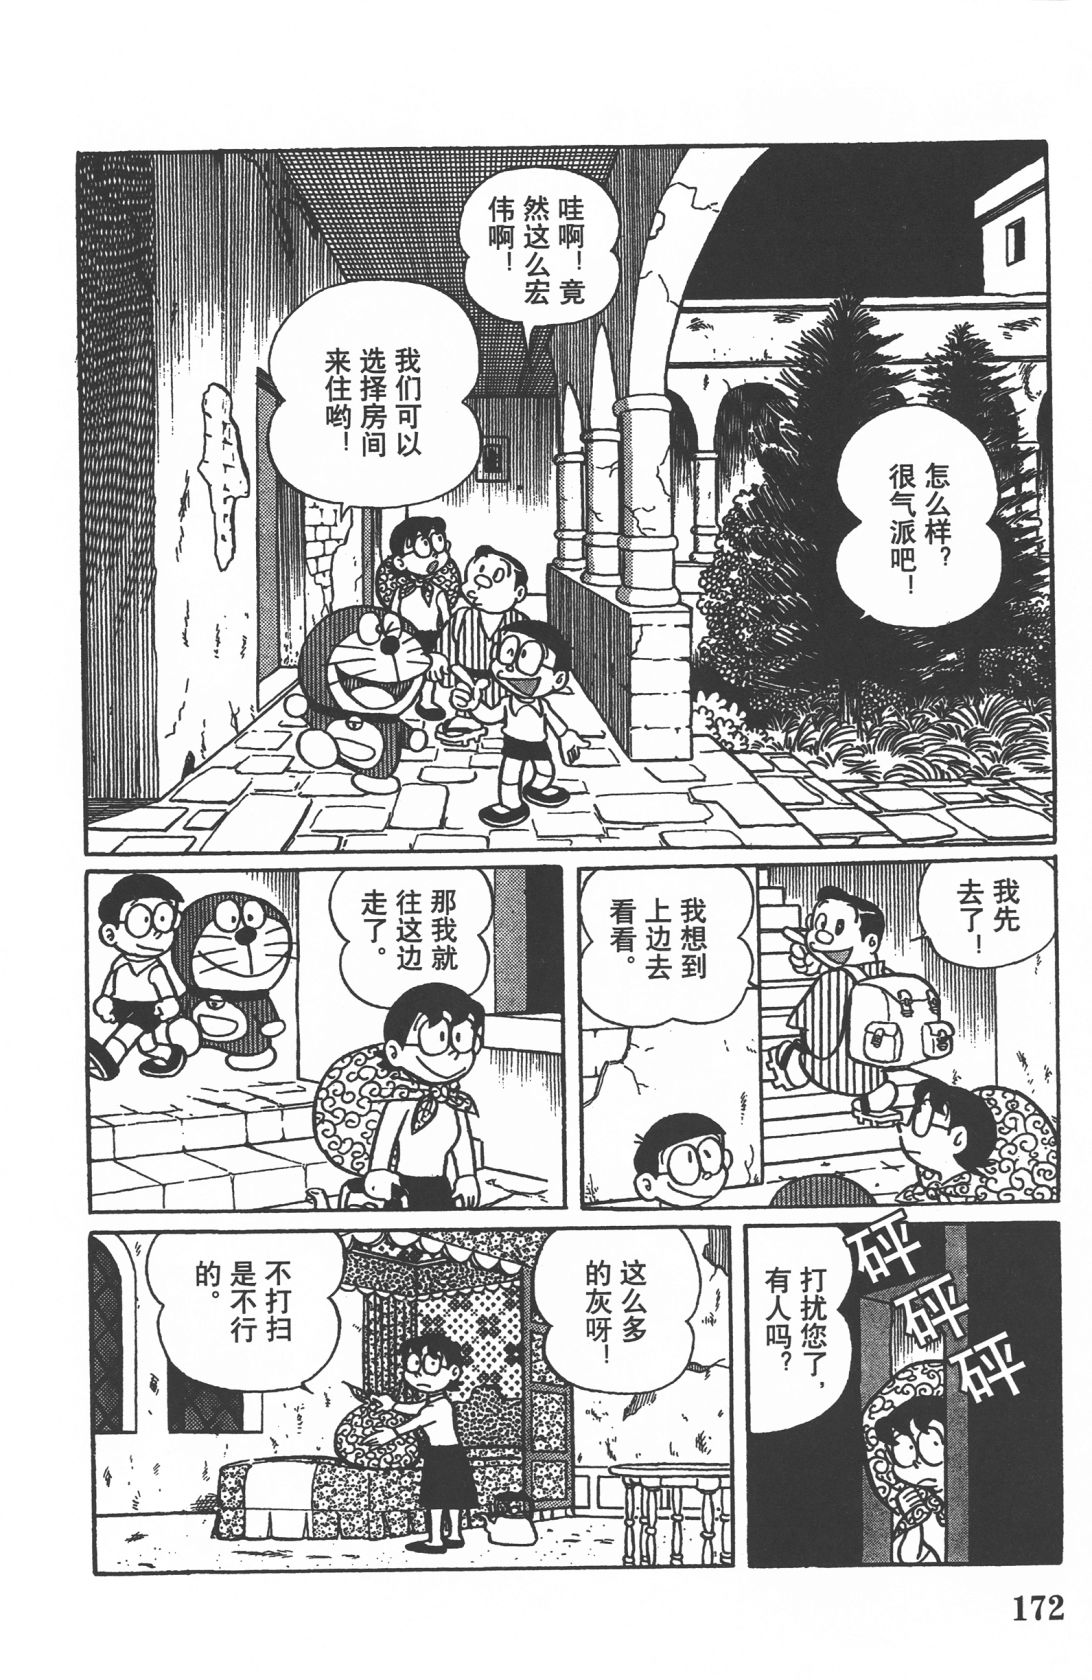 怎么样?
很气派吧!
哇啊!竟
然这么宏
伟啊!
我们可以
选择房间
来住哟!
我先
去了!
我想到
上边去
看看。
那我就
往这边
走了。
砰
砰
砰
打扰您了,
有人吗?
这么多
的灰呀!
不打扫
是不行
的。
172